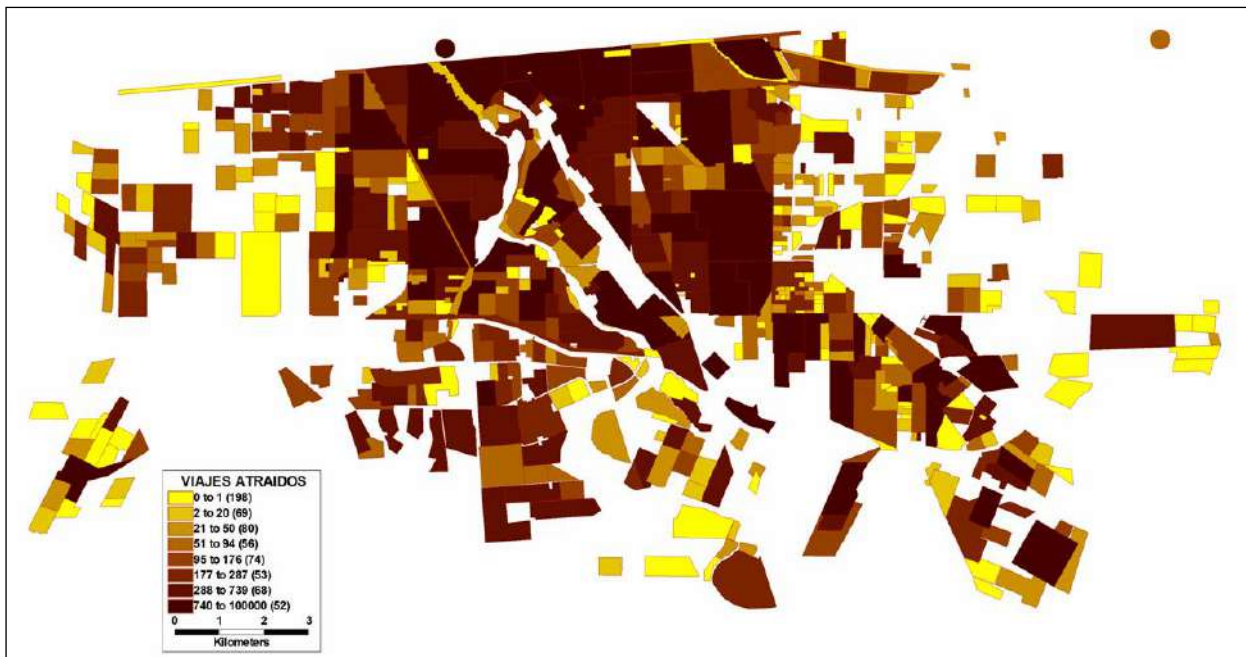 VIAJES ATRAIDOS
0 to 1 (198)
2 to 20 (69)
21 to 50 (80)
51 to 94 (56)
95 to 176 (74)
177 to 287 (53)
288 to 739 (68)
740 to 100000 (52)
0 1 2 3
Kilometers